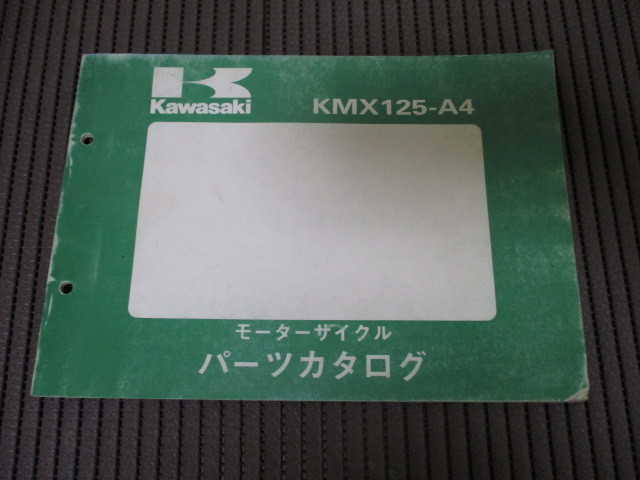 Kawasaki
KMX125-A4
モーターサイクル
パーツカタログ